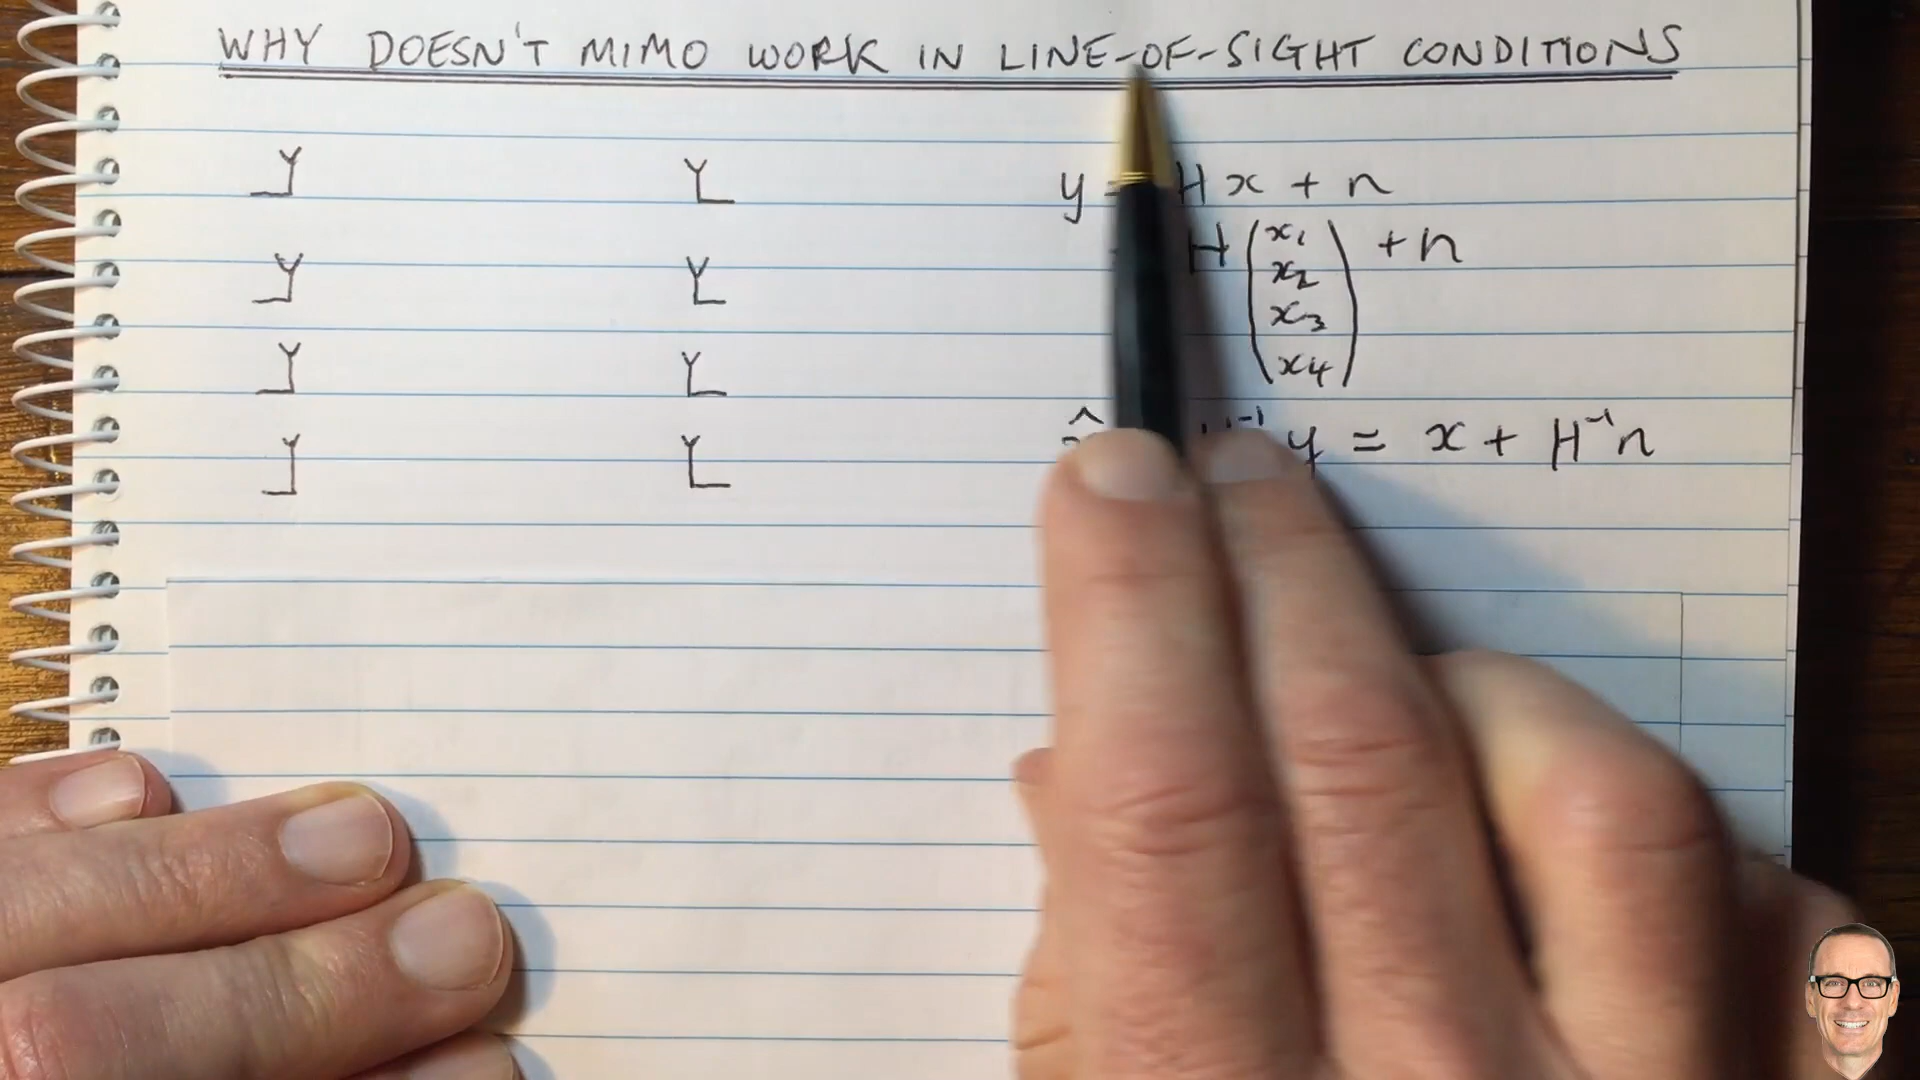 WHY DOESN'T MIMO WORK IN LINE-OF-SIGHT CONDITIONS
y Hx + n
H (x1 x2 x3 x4) + n
y = x + H⁻¹n